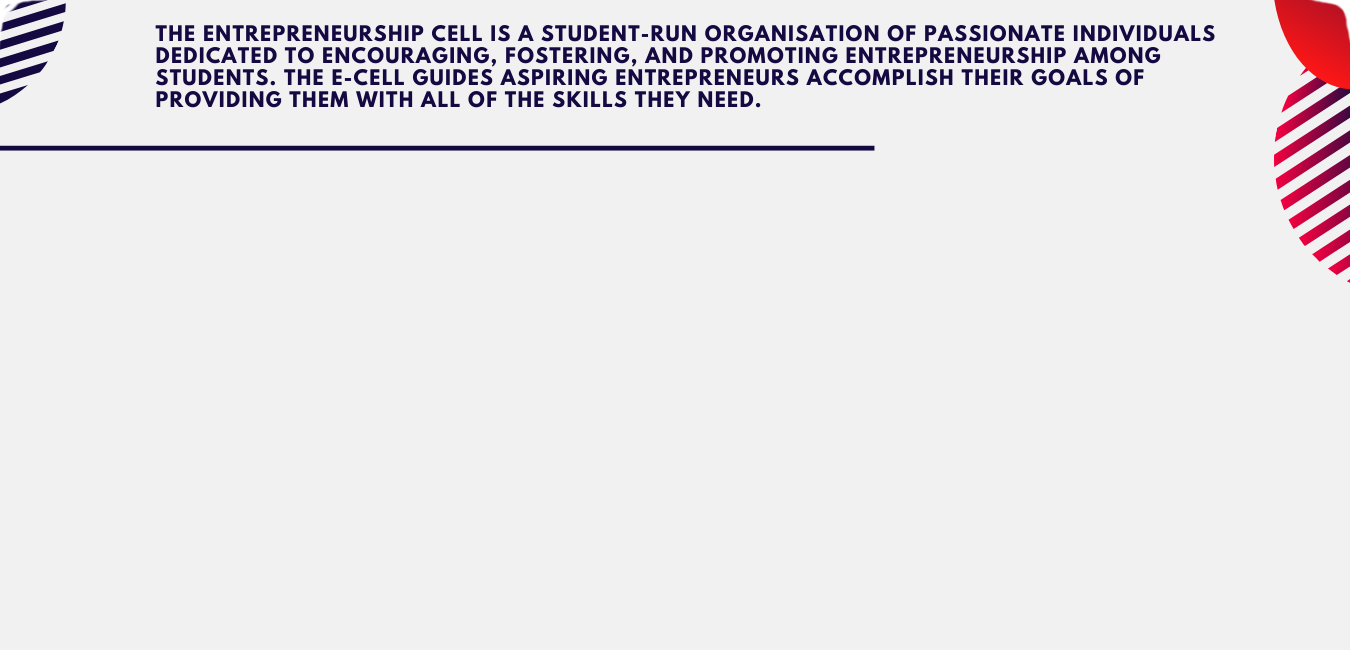 THE ENTREPRENEURSHIP CELL IS A STUDENT-RUN ORGANISATION OF PASSIONATE INDIVIDUALS
DEDICATED TO ENCOURAGING, FOSTERING, AND PROMOTING ENTREPRENEURSHIP AMONG
STUDENTS. THE E-CELL GUIDES ASPIRING ENTREPRENEURS ACCOMPLISH THEIR GOALS OF
PROVIDING THEM WITH ALL OF THE SKILLS THEY NEED.